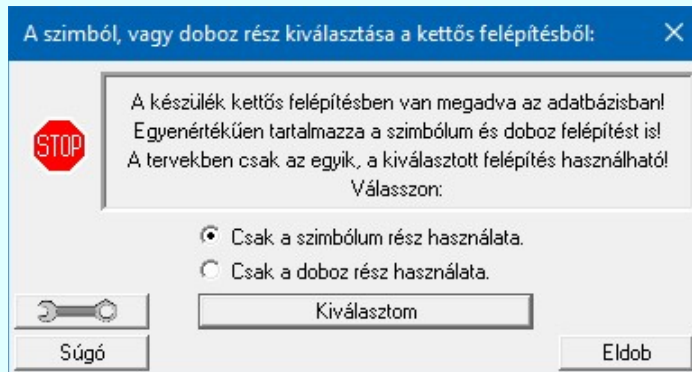 A szimból, vagy doboz rész kiválasztása a kettős felépítésből:
STOP
A készülék kettős felépítésben van megadva az adatbázisban!
Egyenértékűen tartalmazza a szimbólum és doboz felépítést is!
A tervekben csak az egyik, a kiválasztott felépítés használható!
Válasszon:
Csak a szimbólum rész használata.
Csak a doboz rész használata.
Kiválasztom
Súgó
Eldob